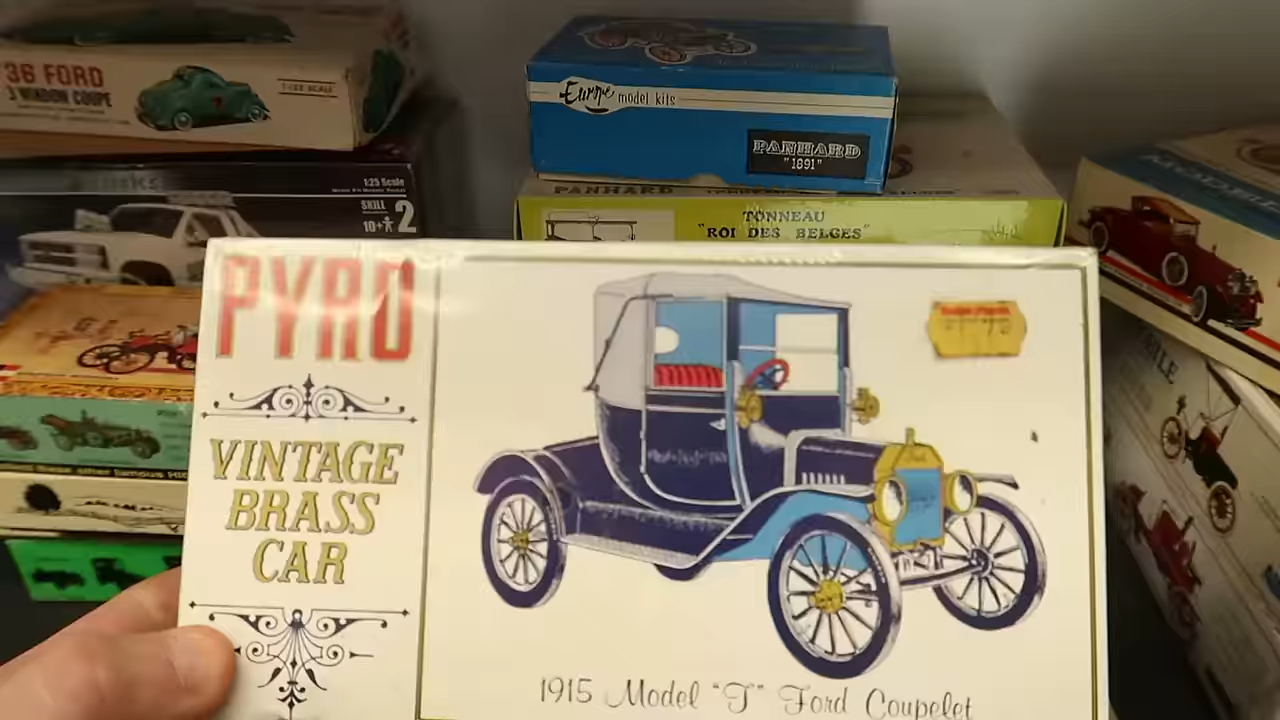 36 FORD
3 WINDOW COUPE
Europe model kits
PANHARD
"1891"
1:25 Scale
SKILL
2
10+
PANHARD
TONNEAU
"ROI DES BELGES"
PYRO
VINTAGE
BRASS
CAR
1915 Model "T" Ford Coupelet